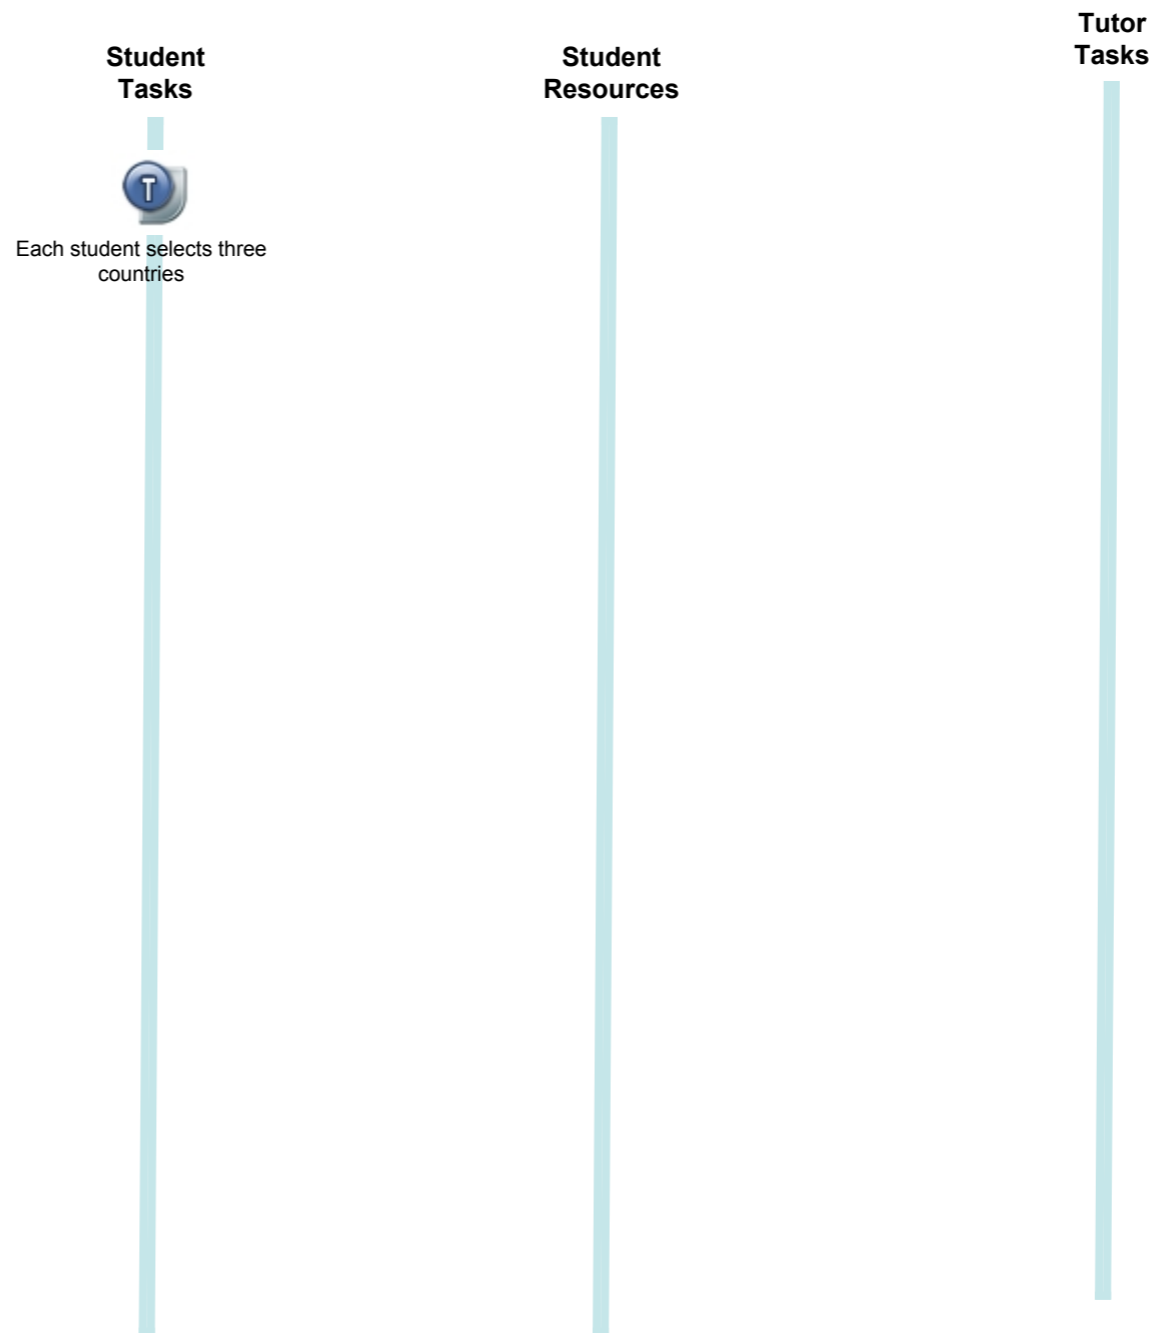 Student
Tasks
Student
Resources
Tutor
Tasks
T
Each student selects three
countries